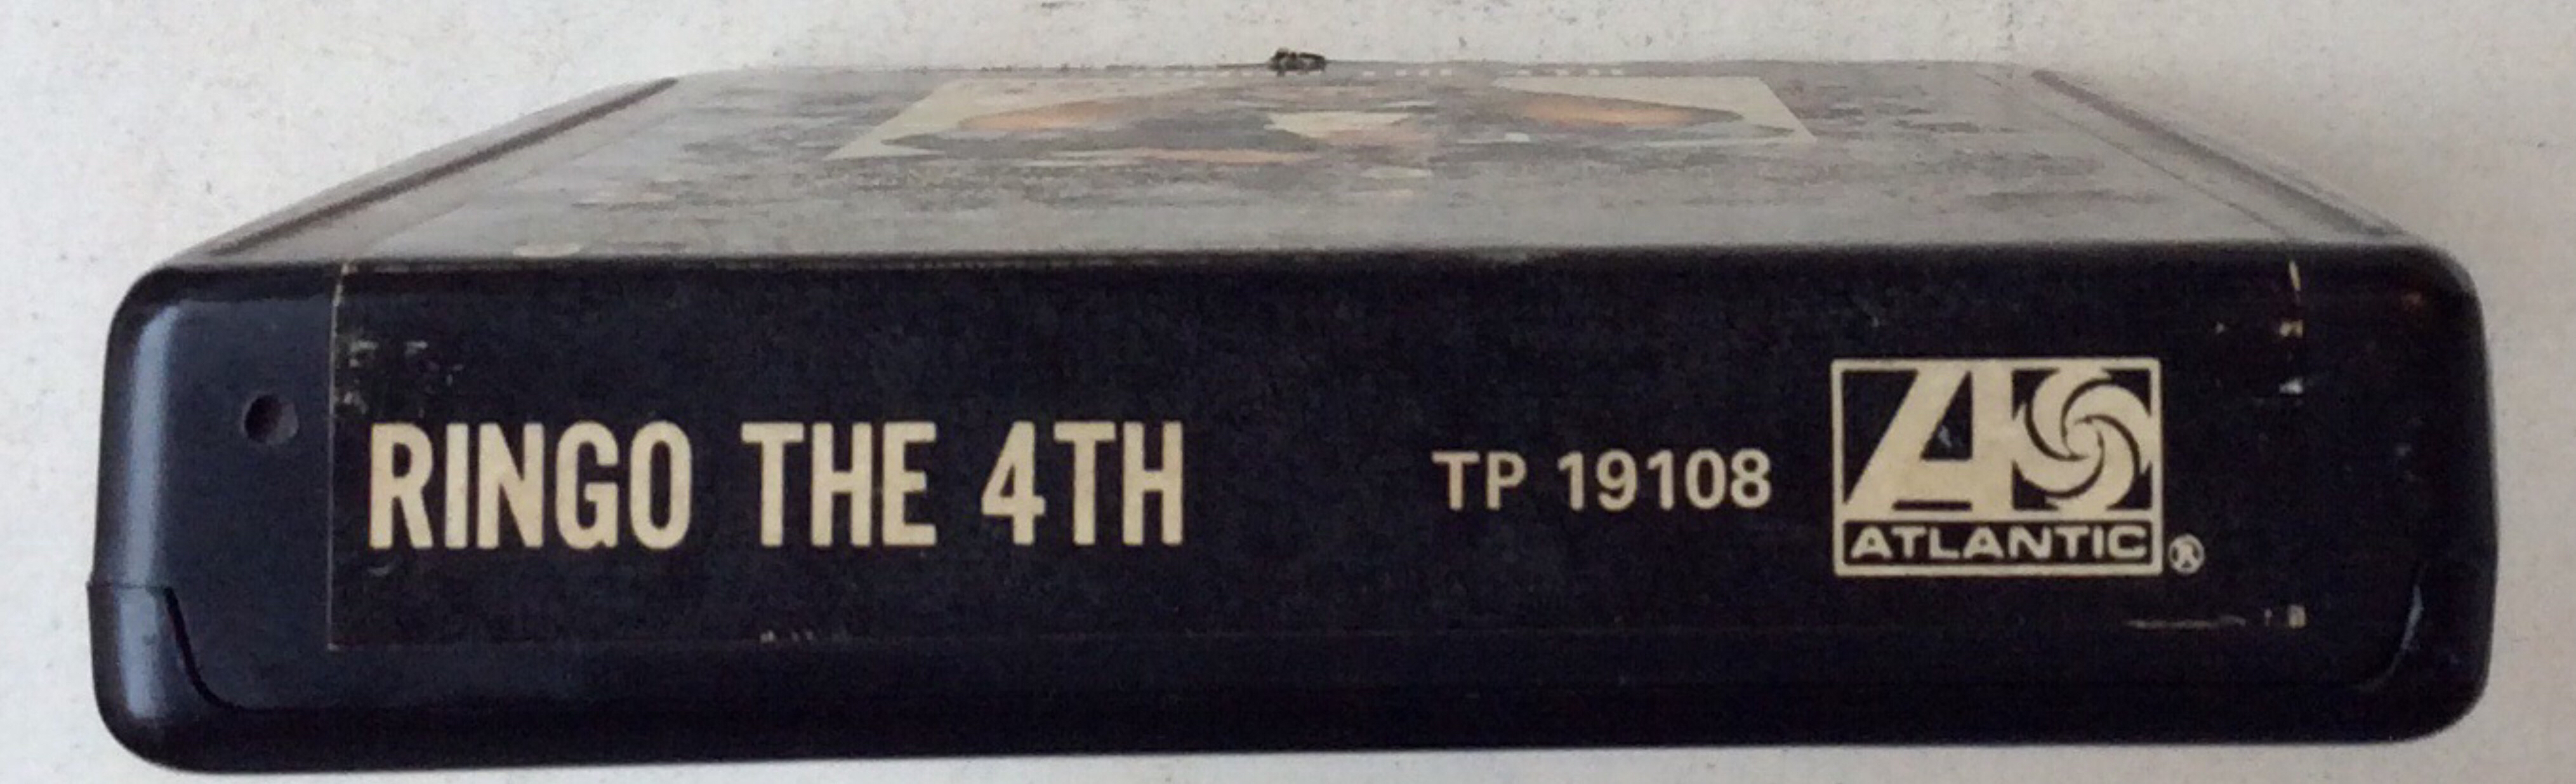 RINGO THE 4TH
TP 19108
ATLANTIC®